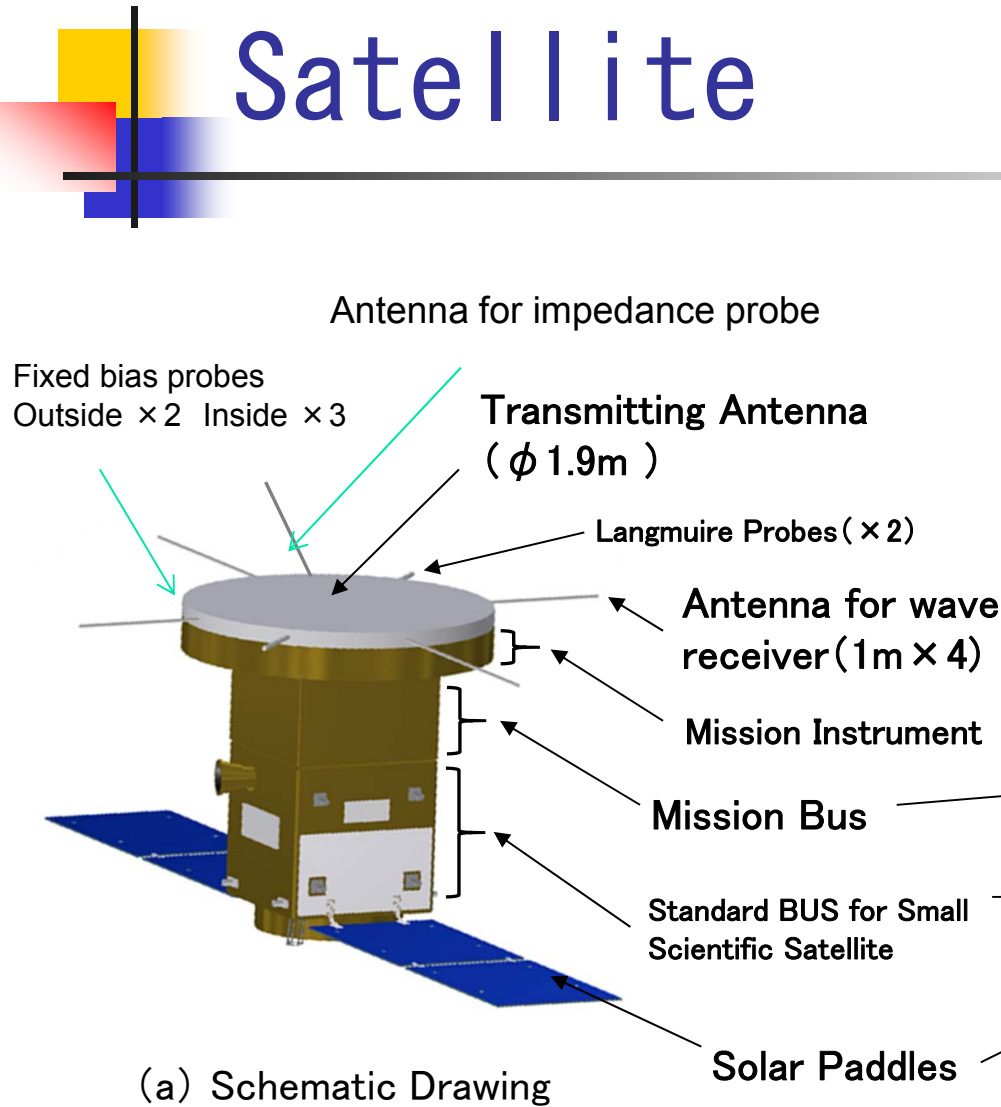 Satellite
Antenna for impedance probe
Fixed bias probes
Outside ×2 Inside ×3
Transmitting Antenna
(φ1.9m )
Langmuire Probes(×2)
Antenna for wave
receiver(1m×4)
Mission Instrument
Mission Bus
Standard BUS for Small
Scientific Satellite
Solar Paddles
(a) Schematic Drawing